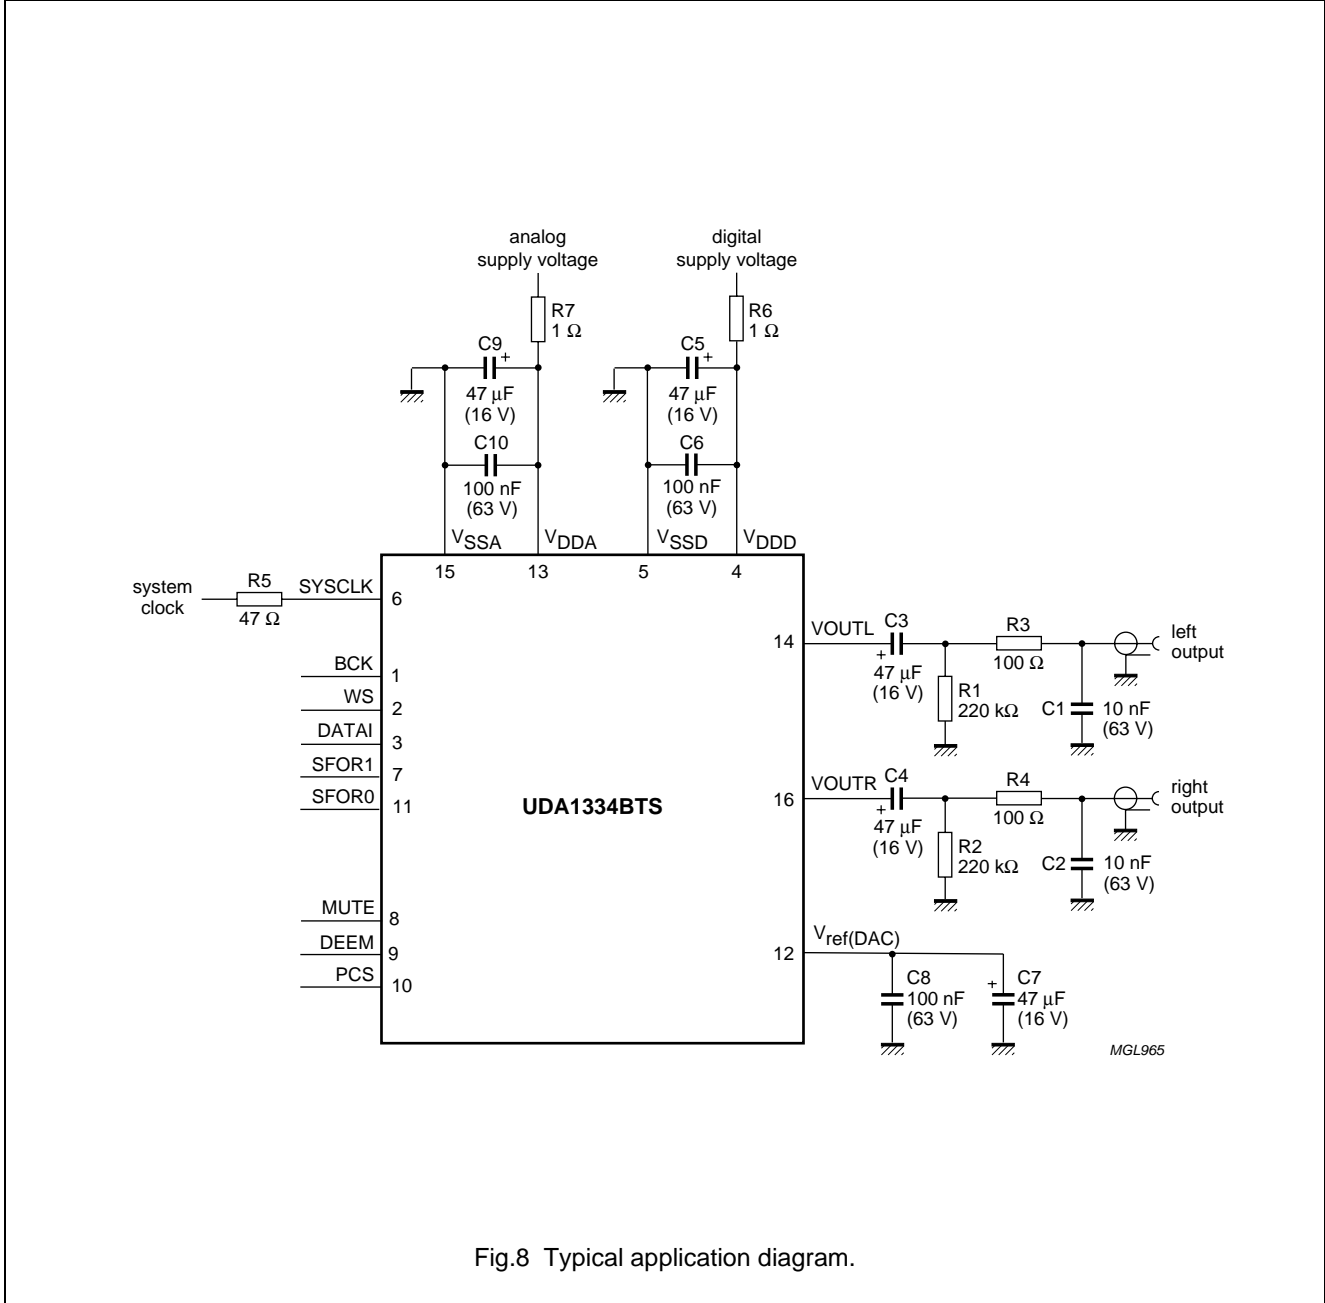 analog
supply voltage
digital
supply voltage
R7
1 Ω
R6
1 Ω
C9
+
47 µF
(16 V)
C5
+
47 µF
(16 V)
C10
100 nF
(63 V)
C6
100 nF
(63 V)
VSSA
VDDA
VSSD
VDDD
15
13
5
4
system
clock
R5
47 Ω
SYSCLK
6
BCK
1
WS
2
DATAI
3
SFOR1
7
SFOR0
11
MUTE
8
DEEM
9
PCS
10
UDA1334BTS
14
VOUTL
C3
+
47 µF
(16 V)
R1
220 kΩ
R3
100 Ω
C1
10 nF
(63 V)
left
output
16
VOUTR
C4
+
47 µF
(16 V)
R2
220 kΩ
R4
100 Ω
C2
10 nF
(63 V)
right
output
12
Vref(DAC)
C8
100 nF
(63 V)
+
C7
47 µF
(16 V)
MGL965
Fig.8 Typical application diagram.